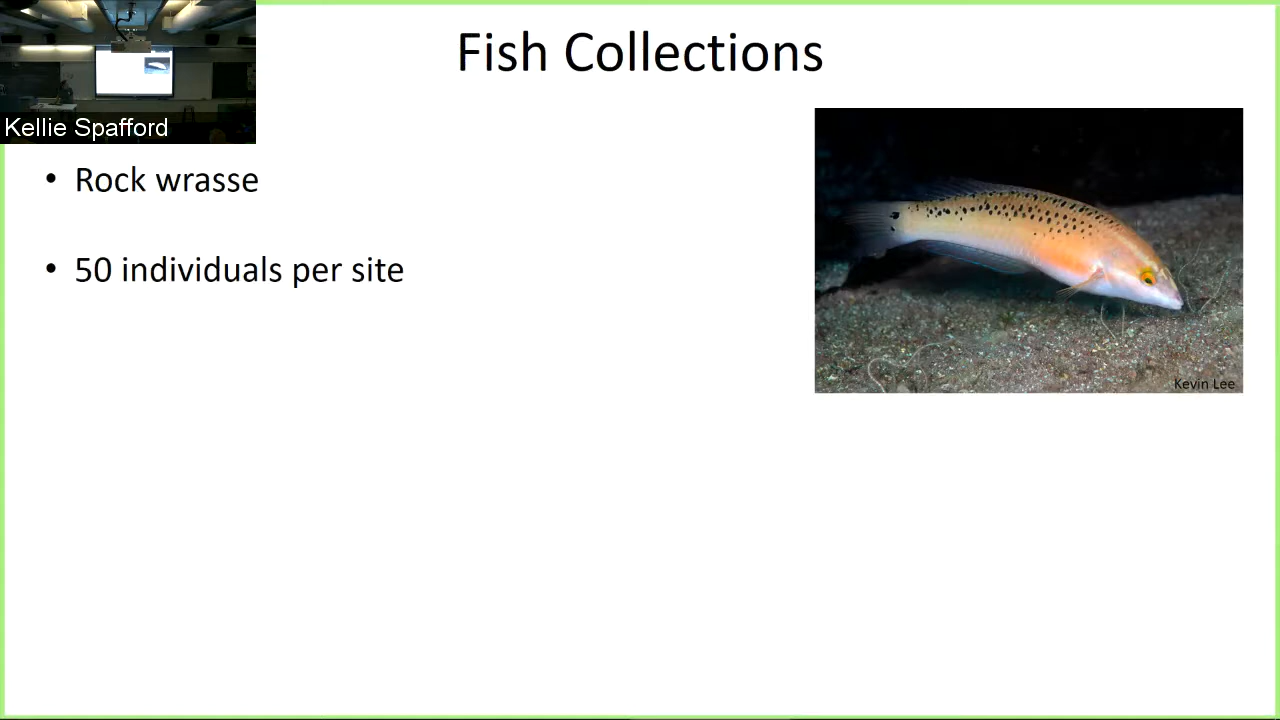 Fish Collections
Kellie Spafford
• Rock wrasse
• 50 individuals per site
Kevin Lee